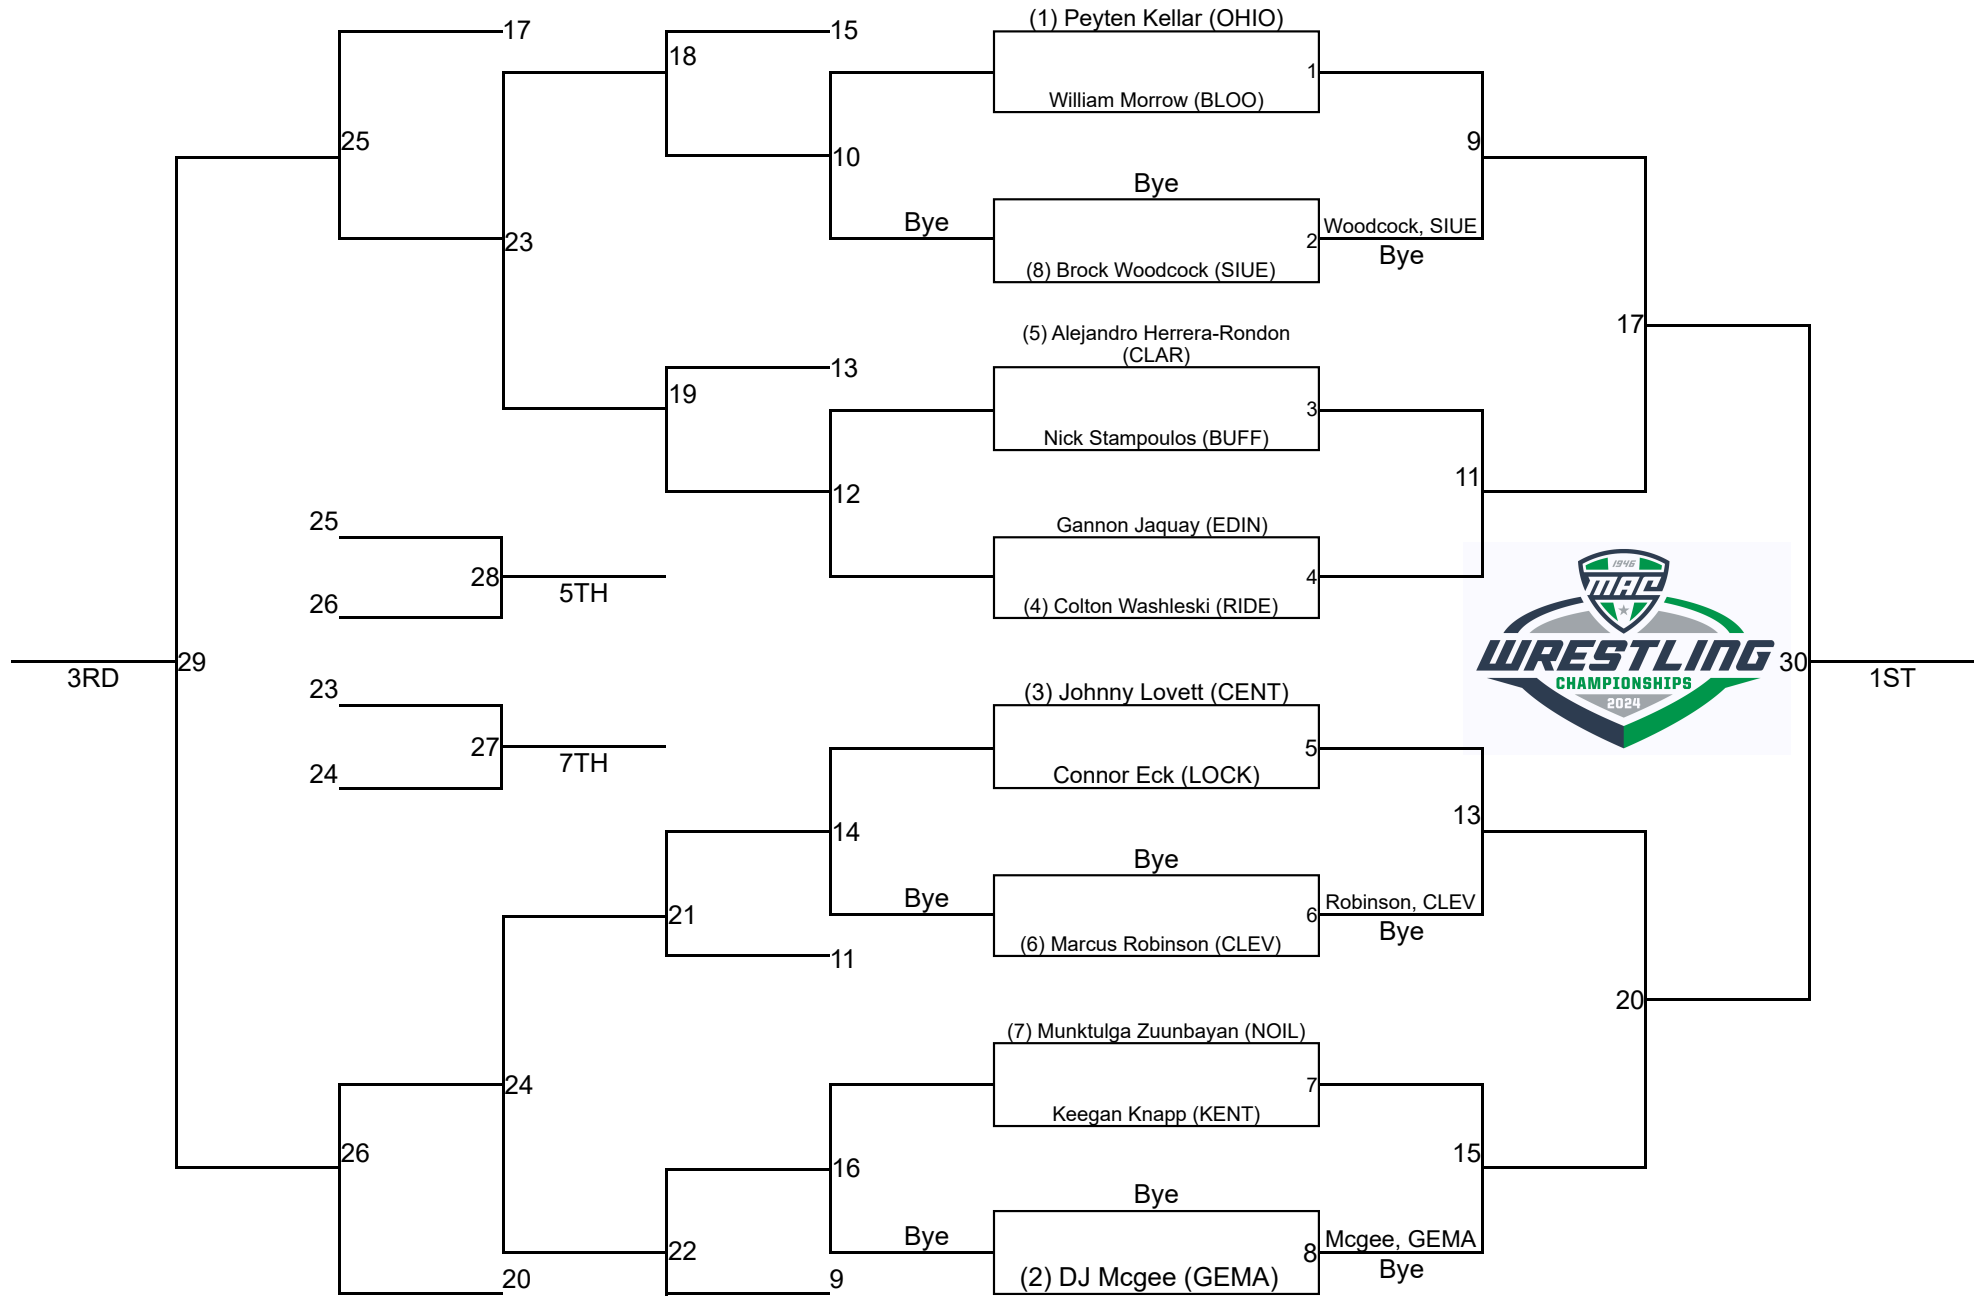 17
15
(1) Peyten Kellar (OHIO)
18
1
William Morrow (BLOO)
25
9
10
Bye
Bye
Woodcock, SIUE
23
2
Bye
(8) Brock Woodcock (SIUE)
17
(5) Alejandro Herrera-Rondon
(CLAR)
13
19
3
Nick Stampoulos (BUFF)
11
12
25
Gannon Jaquay (EDIN)
28
5TH
4
26
(4) Colton Washleski (RIDE)
1946
MAC
WRESTLING
CHAMPIONSHIPS
2024
29
3RD
30
1ST
23
(3) Johnny Lovett (CENT)
27
7TH
5
24
Connor Eck (LOCK)
13
14
Bye
Bye
Robinson, CLEV
21
6
Bye
(6) Marcus Robinson (CLEV)
11
20
(7) Munktulga Zuunbayan (NOIL)
24
7
Keegan Knapp (KENT)
26
15
16
Bye
Bye
Mcgee, GEMA
22
8
Bye
20
9
(2) DJ Mcgee (GEMA)